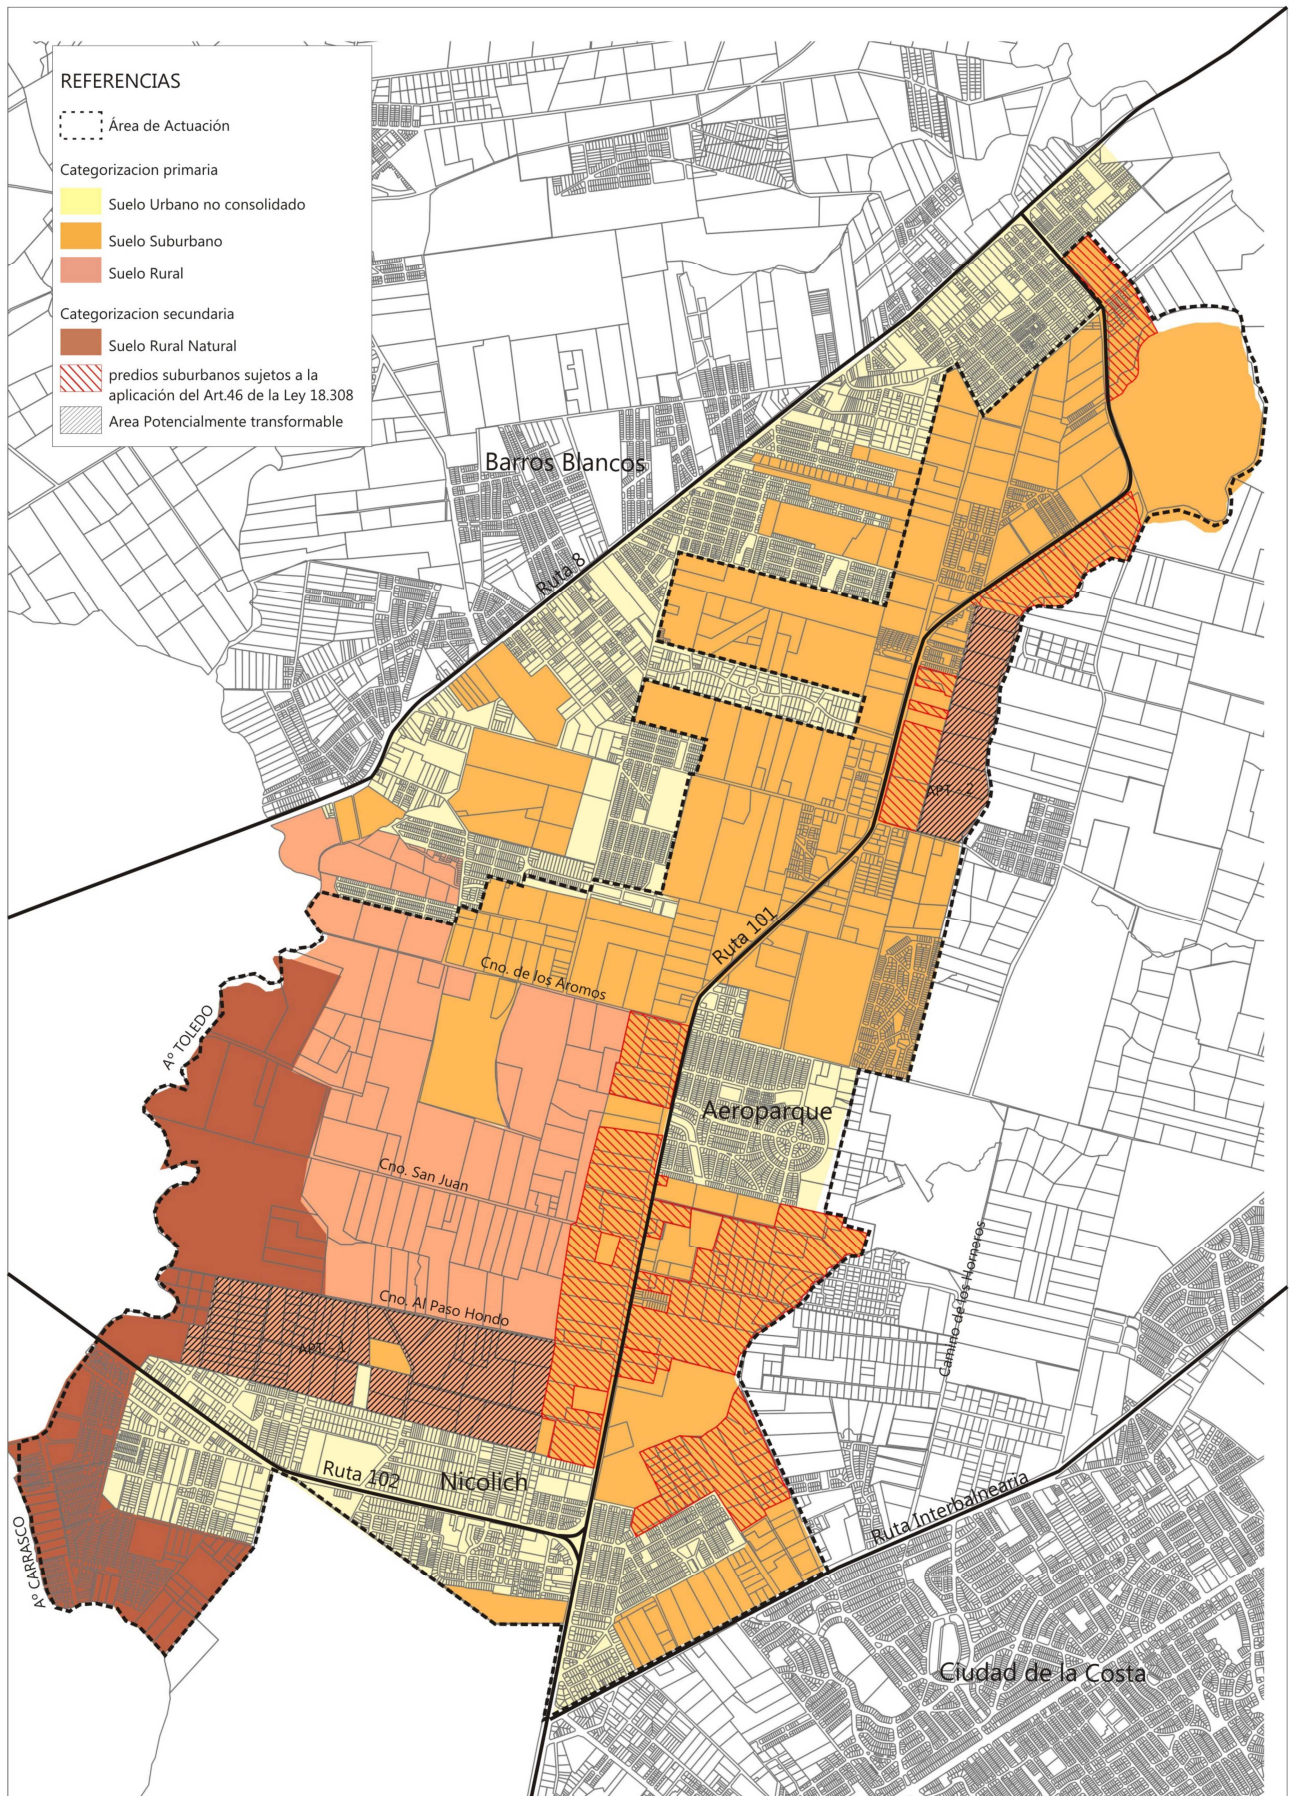 REFERENCIAS
Área de Actuación
Categorizacion primaria
Suelo Urbano no consolidado
Suelo Suburbano
Suelo Rural
Categorizacion secundaria
Suelo Rural Natural
predios suburbanos sujetos a la
aplicación del Art.46 de la Ley 18.308
Area Potencialmente transformable
Barros Blancos
Ruta 8
APT - 2
Ruta 101
Cno. de los Aromos
Aº TOLEDO
Aeroparque
Cno. San Juan
Camino de los Horneros
Cno. Al Paso Hondo
APT - 1
Ruta 102
Nicolich
Ruta Interbalnearia
Aº CARRASCO
Ciudad de la Costa